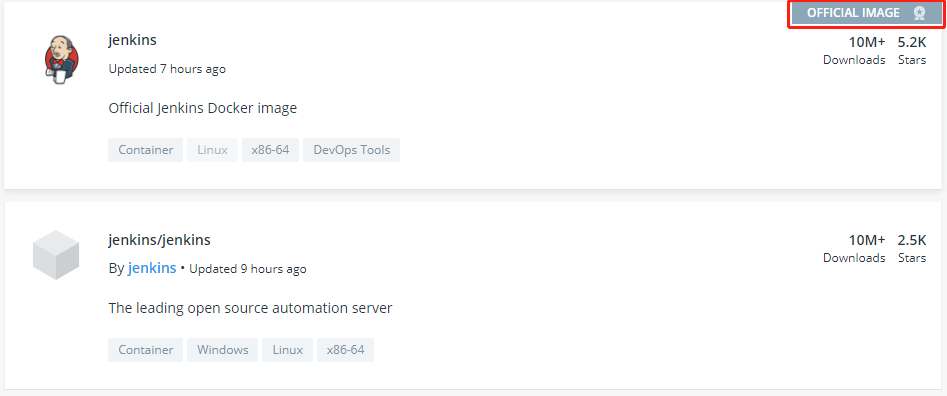 OFFICIAL IMAGE
jenkins
10M+ 5.2K
Updated 7 hours ago
Downloads Stars
Official Jenkins Docker image
Container Linux x86-64 DevOps Tools
jenkins/jenkins
10M+ 2.5K
By jenkins • Updated 9 hours ago
Downloads Stars
The leading open source automation server
Container Windows Linux x86-64